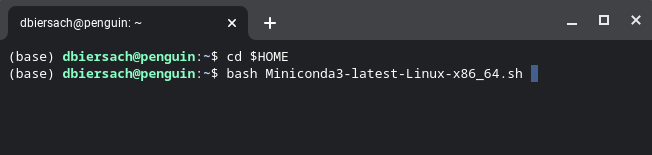 dbiersach@penguin: ~
(base) dbiersach@penguin:~$ cd $HOME
(base) dbiersach@penguin:~$ bash Miniconda3-latest-Linux-x86_64.sh